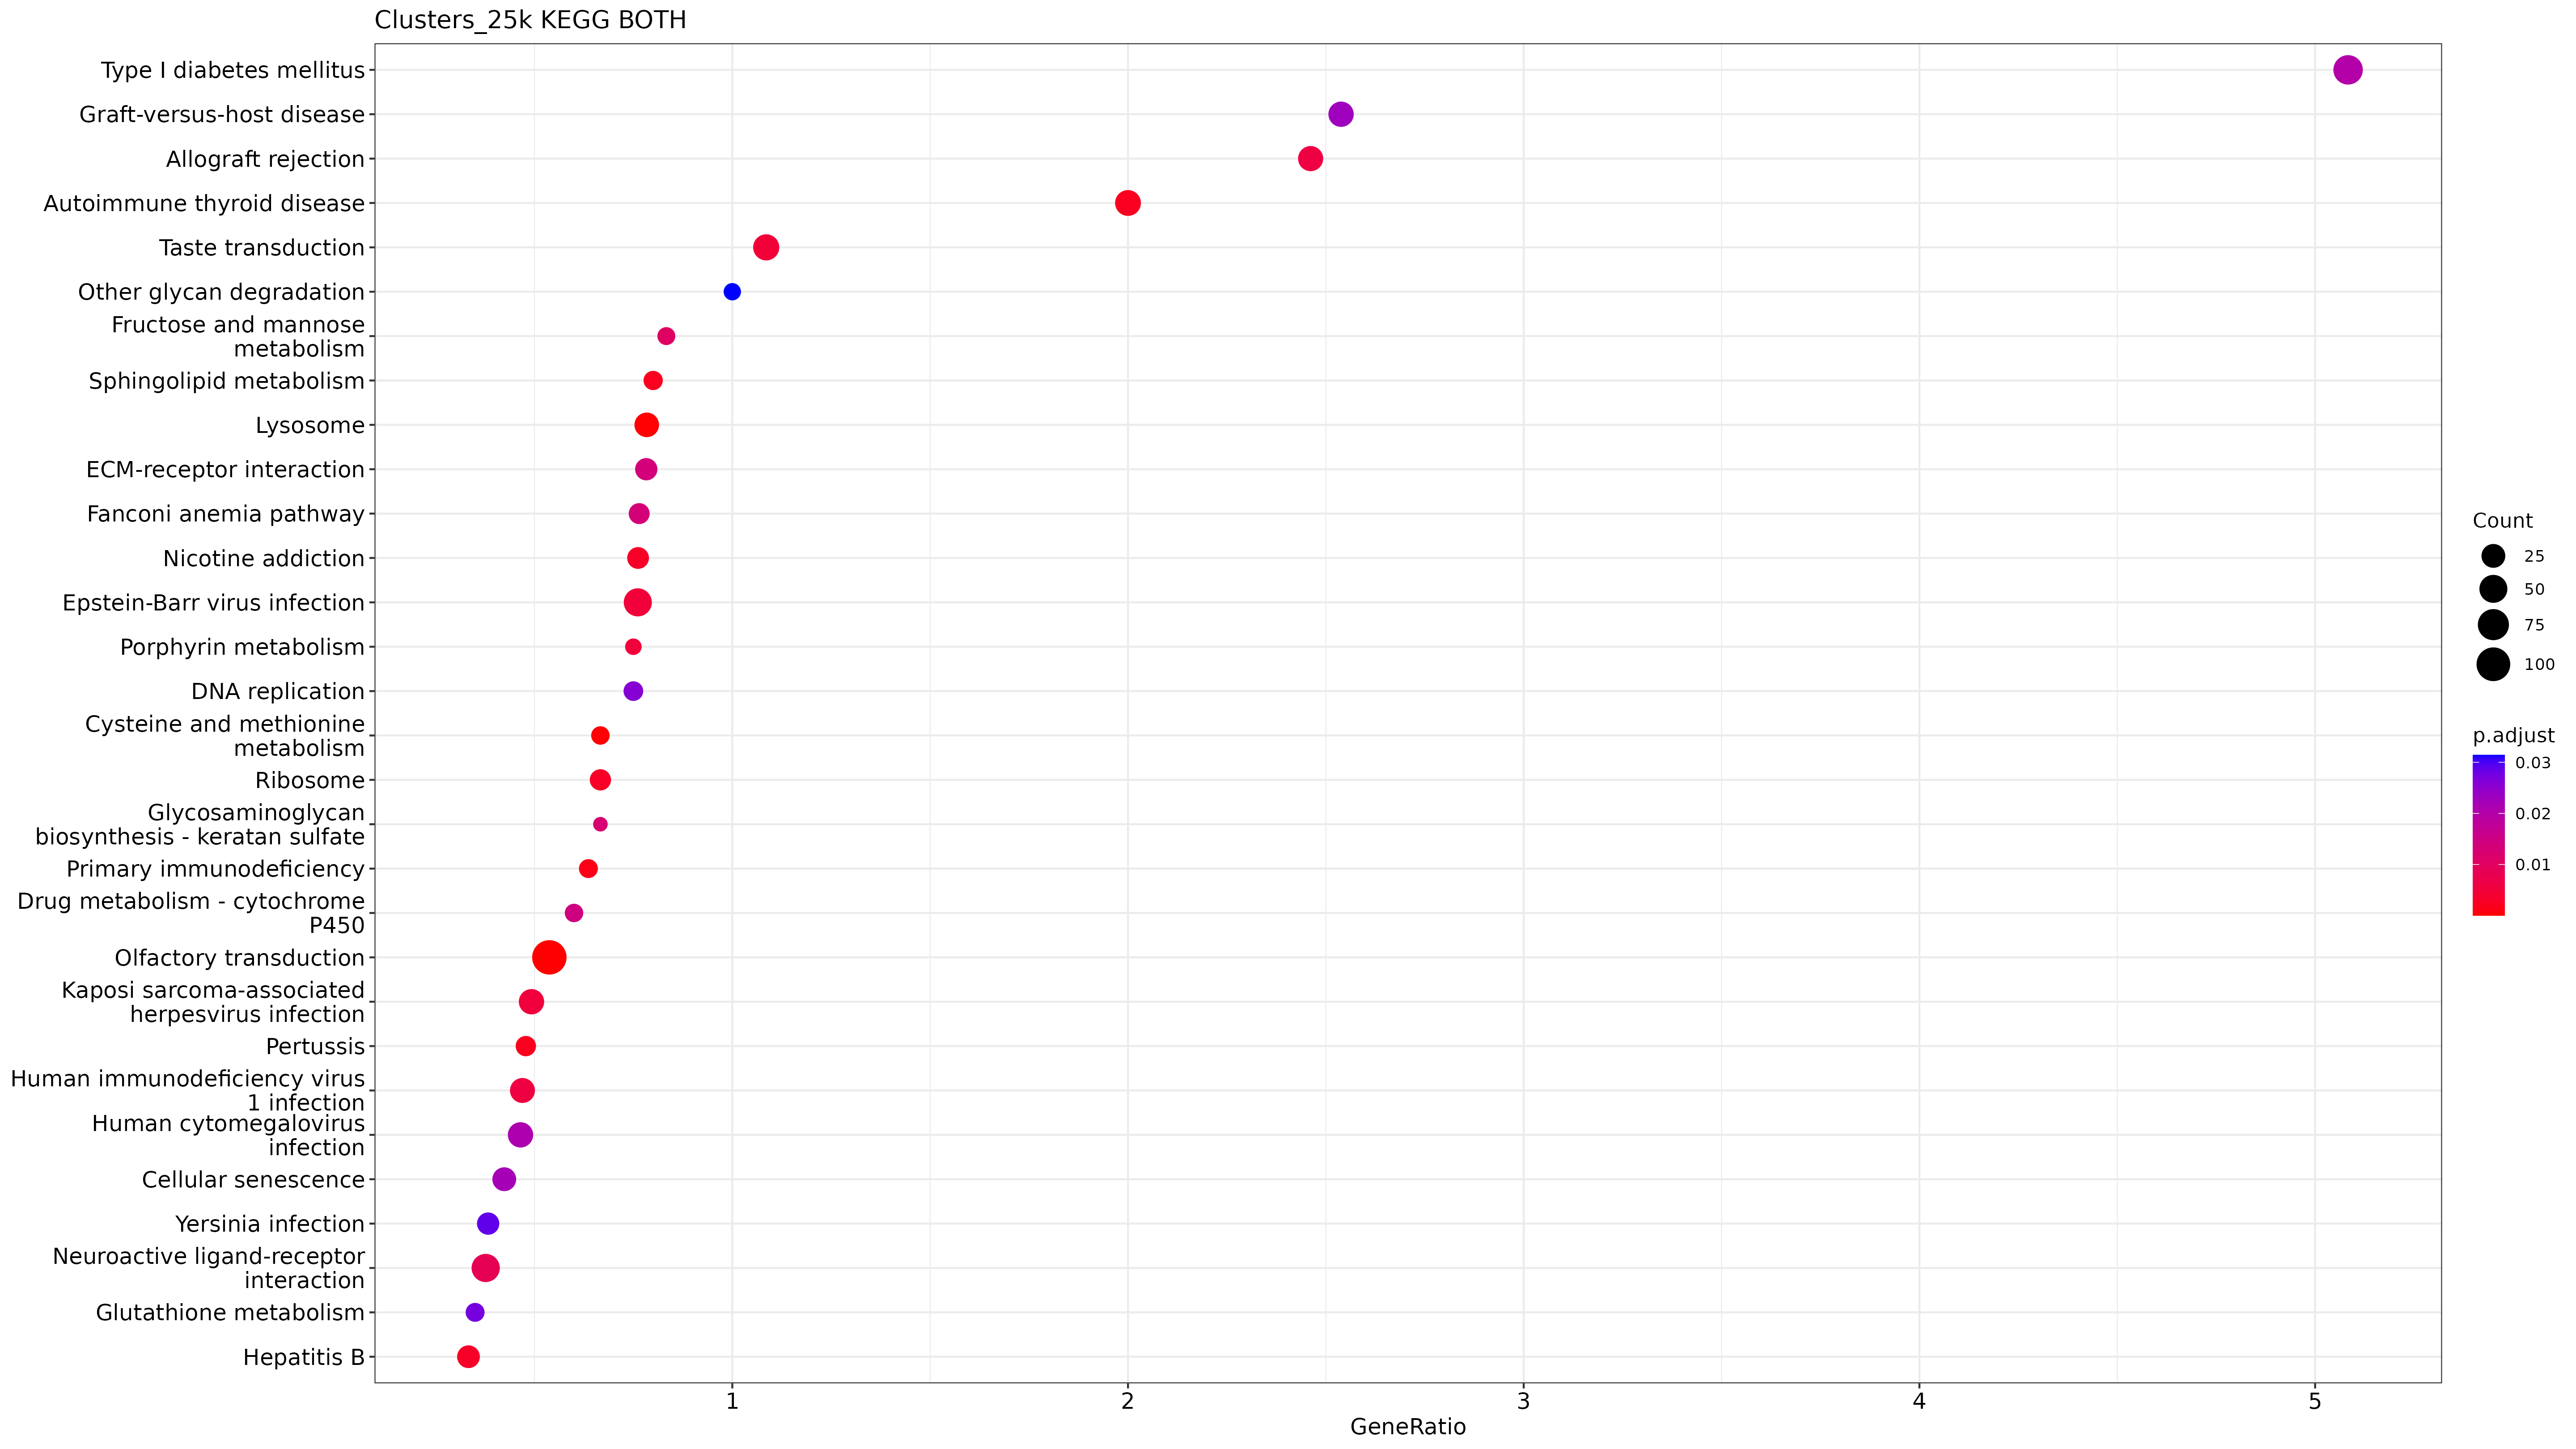 Clusters_25k KEGG BOTH
Type I diabetes mellitus
Graft-versus-host disease
Allograft rejection
Autoimmune thyroid disease
Taste transduction
Other glycan degradation
Fructose and mannose
metabolism
Sphingolipid metabolism
Lysosome
ECM-receptor interaction
Fanconi anemia pathway
Nicotine addiction
Epstein-Barr virus infection
Porphyrin metabolism
DNA replication
Cysteine and methionine
metabolism
Ribosome
Glycosaminoglycan
biosynthesis - keratan sulfate
Primary immunodeficiency
Drug metabolism - cytochrome
P450
Olfactory transduction
Kaposi sarcoma-associated
herpesvirus infection
Pertussis
Human immunodeficiency virus
1 infection
Human cytomegalovirus
infection
Cellular senescence
Yersinia infection
Neuroactive ligand-receptor
interaction
Glutathione metabolism
Hepatitis B
1 2 3 4 5
GeneRatio
Count
25
50
75
100
p.adjust
0.03
0.02
0.01